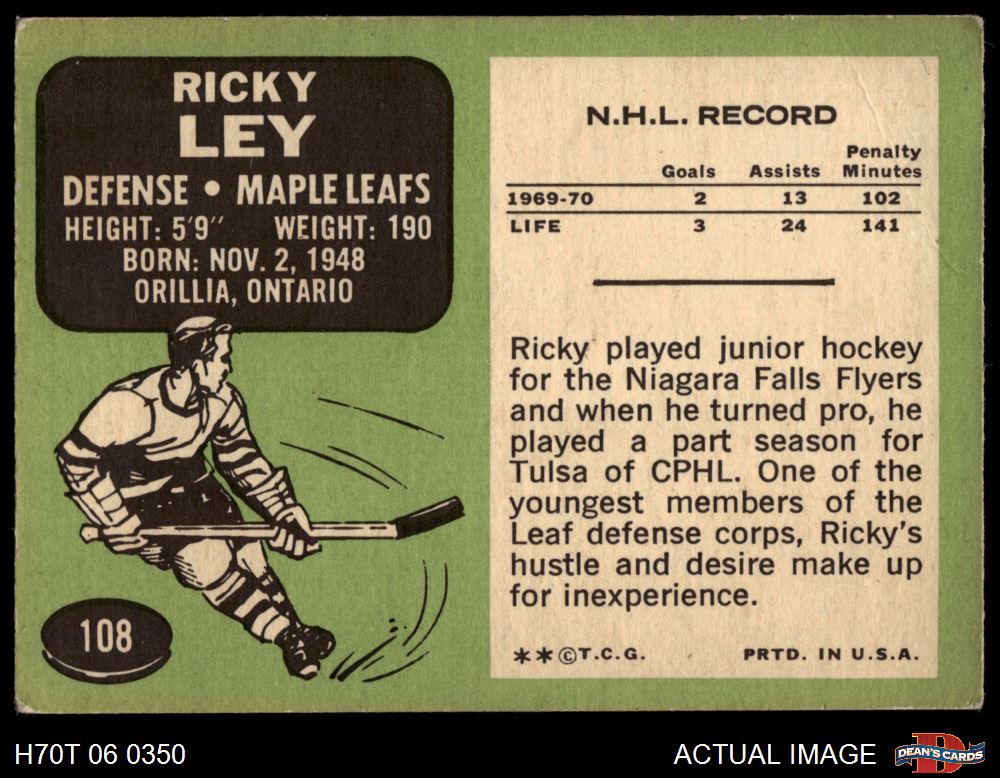 RICKY
LEY
DEFENSE • MAPLE LEAFS
HEIGHT: 5'9" WEIGHT: 190
BORN: NOV. 2, 1948
ORILLIA, ONTARIO
108
N.H.L. RECORD
Goals Assists Penalty Minutes
1969-70 2 13 102
LIFE 3 24 141
Ricky played junior hockey
for the Niagara Falls Flyers
and when he turned pro, he
played a part season for
Tulsa of CPHL. One of the
youngest members of the
Leaf defense corps, Ricky's
hustle and desire make up
for inexperience.
**©T.C.G. PRTD. IN U.S.A.
H70T 06 0350
ACTUAL IMAGE
D
DEAN'S CARDS